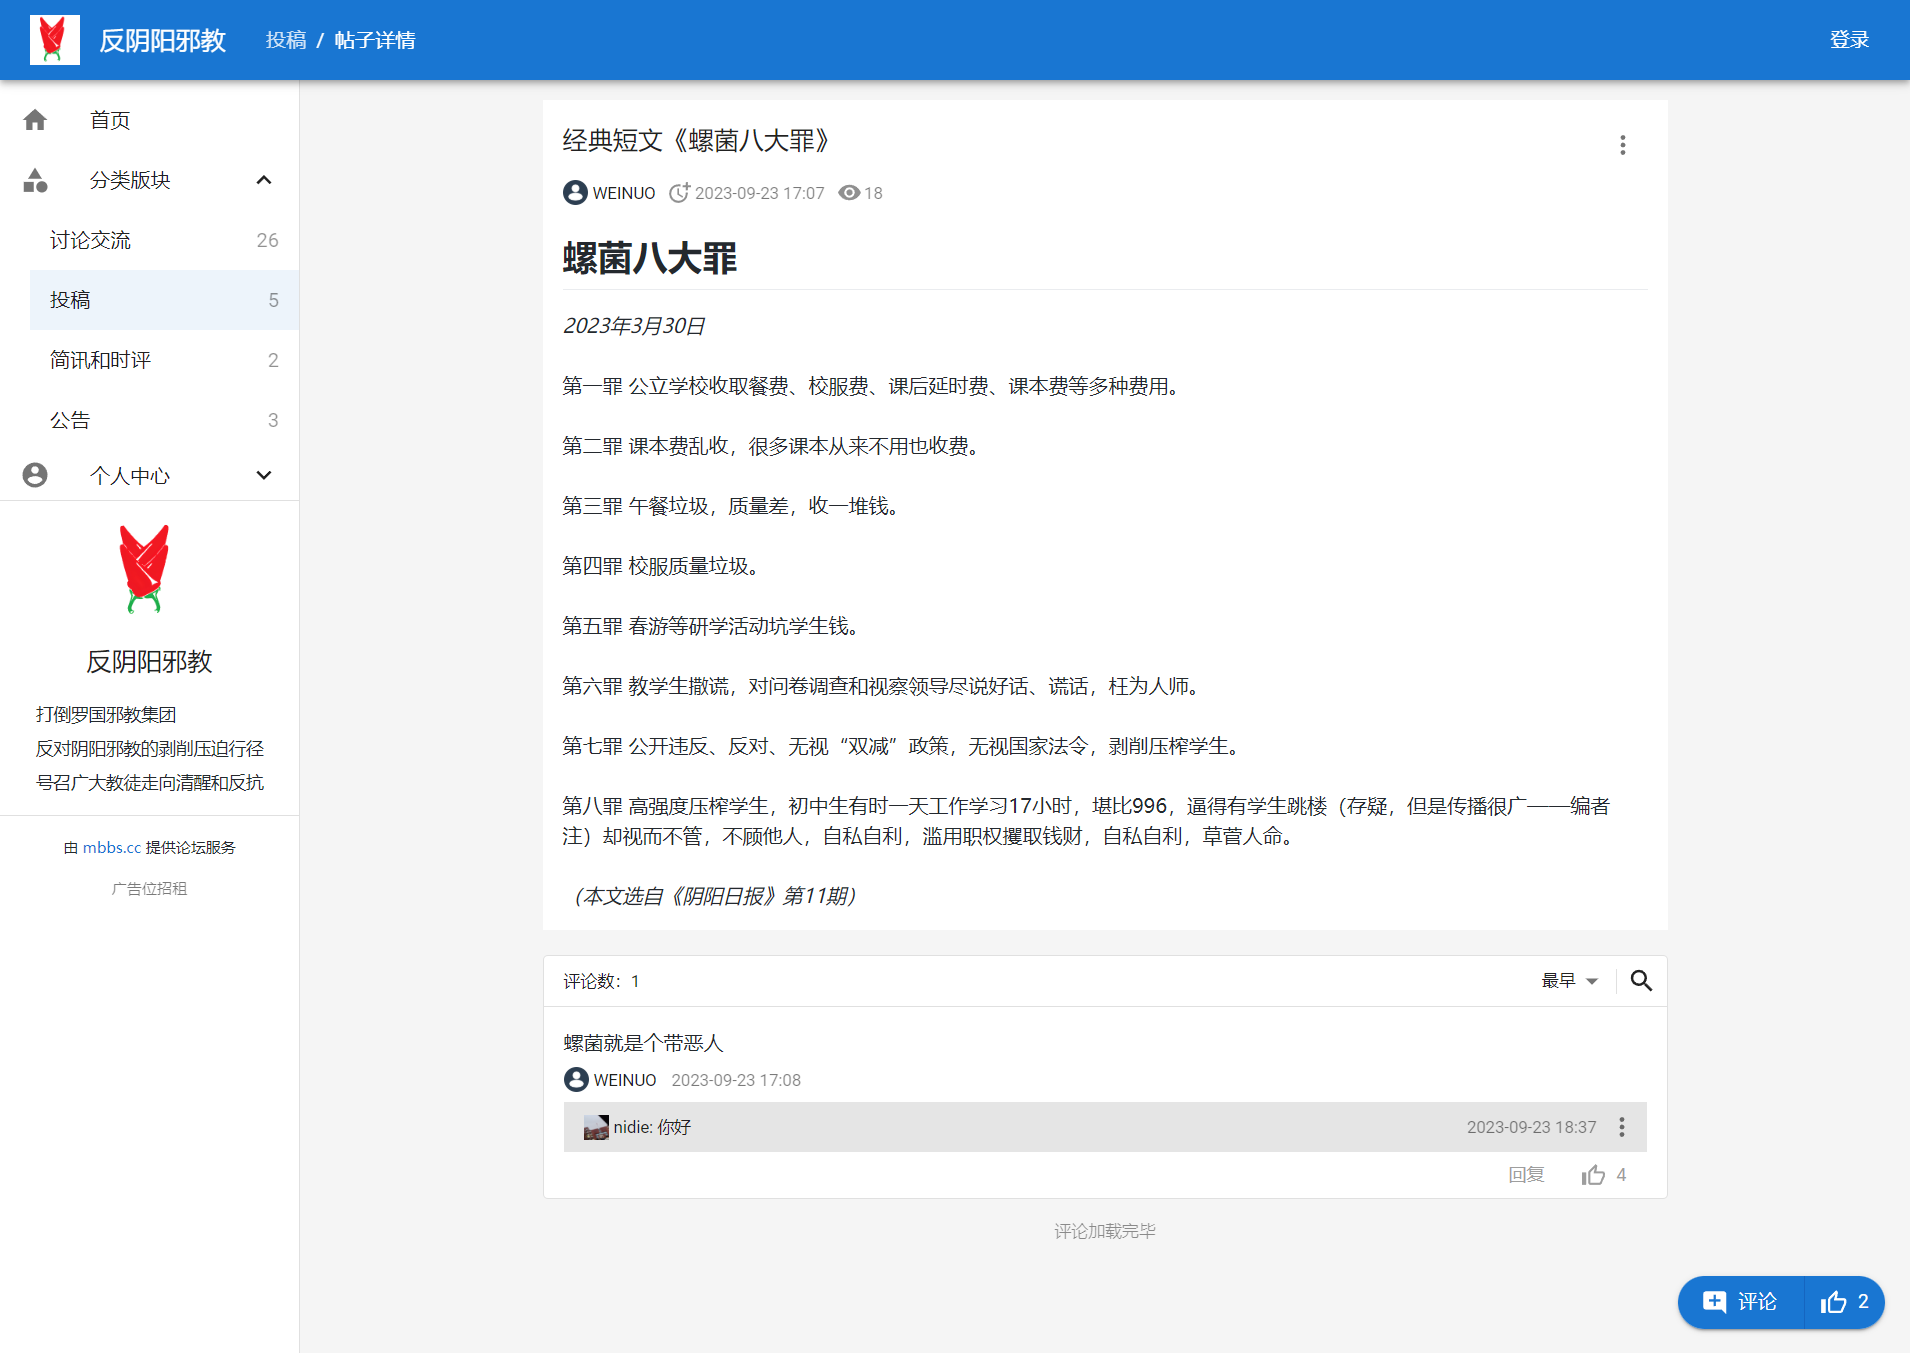 反阴阳邪教
投稿 / 帖子详情
登录
首页
分类版块
讨论交流 26
投稿 5
简讯和时评 2
公告 3
个人中心
反阴阳邪教
打倒罗国邪教集团
反对阴阳邪教的剥削压迫行径
号召广大教徒走向清醒和反抗
由 mbbs.cc 提供论坛服务
广告位招租
经典短文《螺菌八大罪》
WEINUO 2023-09-23 17:07 18
螺菌八大罪
2023年3月30日
第一罪 公立学校收取餐费、校服费、课后延时费、课本费等多种费用。
第二罪 课本费乱收，很多课本从来不用也收费。
第三罪 午餐垃圾，质量差，收一堆钱。
第四罪 校服质量垃圾。
第五罪 春游等研学活动坑学生钱。
第六罪 教学生撒谎，对问卷调查和视察领导尽说好话、谎话，枉为人师。
第七罪 公开违反、反对、无视“双减”政策，无视国家法令，剥削压榨学生。
第八罪 高强度压榨学生，初中生有时一天工作学习17小时，堪比996，逼得有学生跳楼（存疑，但是传播很广——编者
注）却视而不管，不顾他人，自私自利，滥用职权攫取钱财，自私自利，草菅人命。
（本文选自《阴阳日报》第11期）
评论数：1
最早
螺菌就是个带恶人
WEINUO 2023-09-23 17:08
nidie: 你好 2023-09-23 18:37
回复 4
评论加载完毕
评论 2